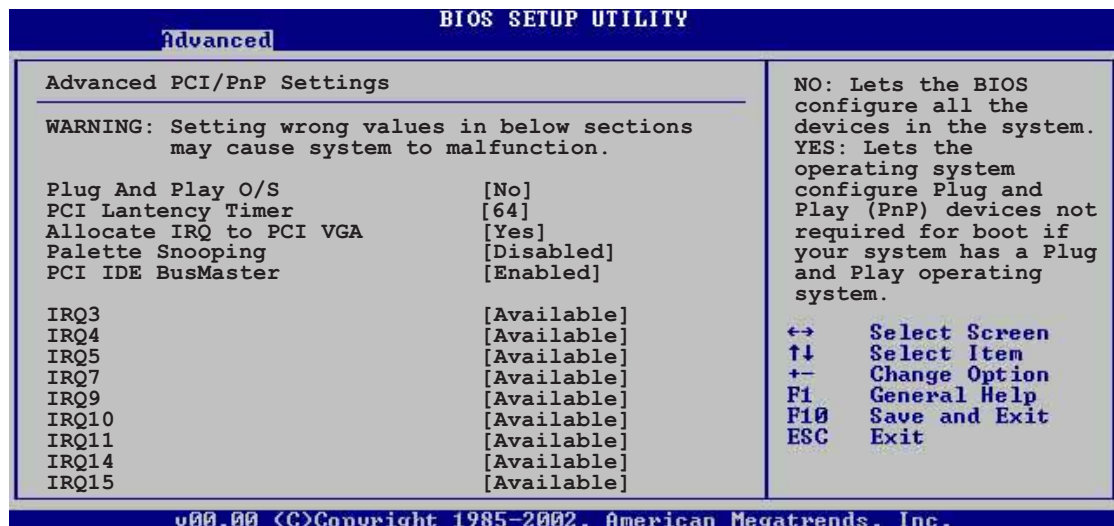 BIOS SETUP UTILITY
Advanced
Advanced PCI/PnP Settings
WARNING: Setting wrong values in below sections
may cause system to malfunction.
Plug And Play O/S [No]
PCI Lantency Timer [64]
Allocate IRQ to PCI VGA [Yes]
Palette Snooping [Disabled]
PCI IDE BusMaster [Enabled]
IRQ3 [Available]
IRQ4 [Available]
IRQ5 [Available]
IRQ7 [Available]
IRQ9 [Available]
IRQ10 [Available]
IRQ11 [Available]
IRQ14 [Available]
IRQ15 [Available]
NO: Lets the BIOS
configure all the
devices in the system.
YES: Lets the
operating system
configure Plug and
Play (PnP) devices not
required for boot if
your system has a Plug
and Play operating
system.
←→ Select Screen
↑↓ Select Item
+- Change Option
F1 General Help
F10 Save and Exit
ESC Exit
v00.00 (C)Copyright 1985-2002, American Megatrends, Inc.